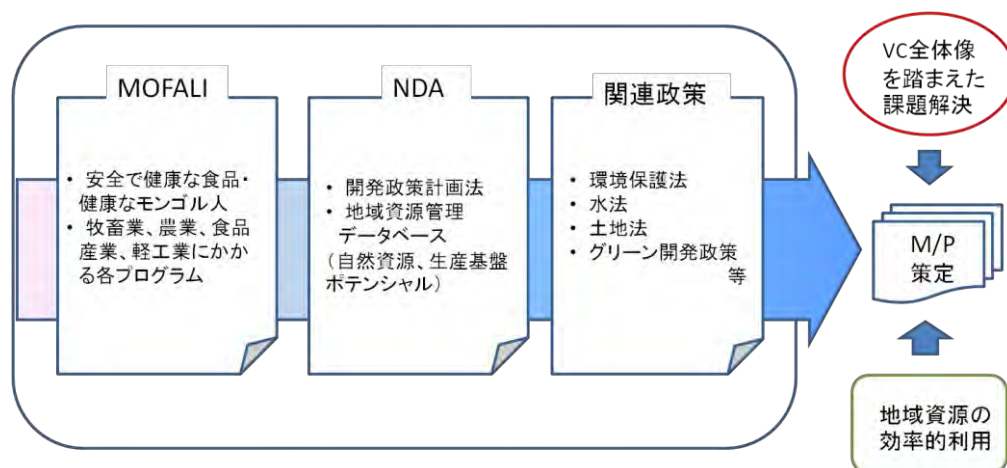 MOFALI
• 安全で健康な食品・
健康なモンゴル人
• 牧畜業、農業、食品
産業、軽工業にかか
る各プログラム
NDA
• 開発政策計画法
• 地域資源管理
データベース
(自然資源、生産基盤
ポテンシャル)
関連政策
• 環境保護法
• 水法
• 土地法
• グリーン開発政策
等
VC全体像
を踏まえた
課題解決
M/P
策定
地域資源の
効率的利用